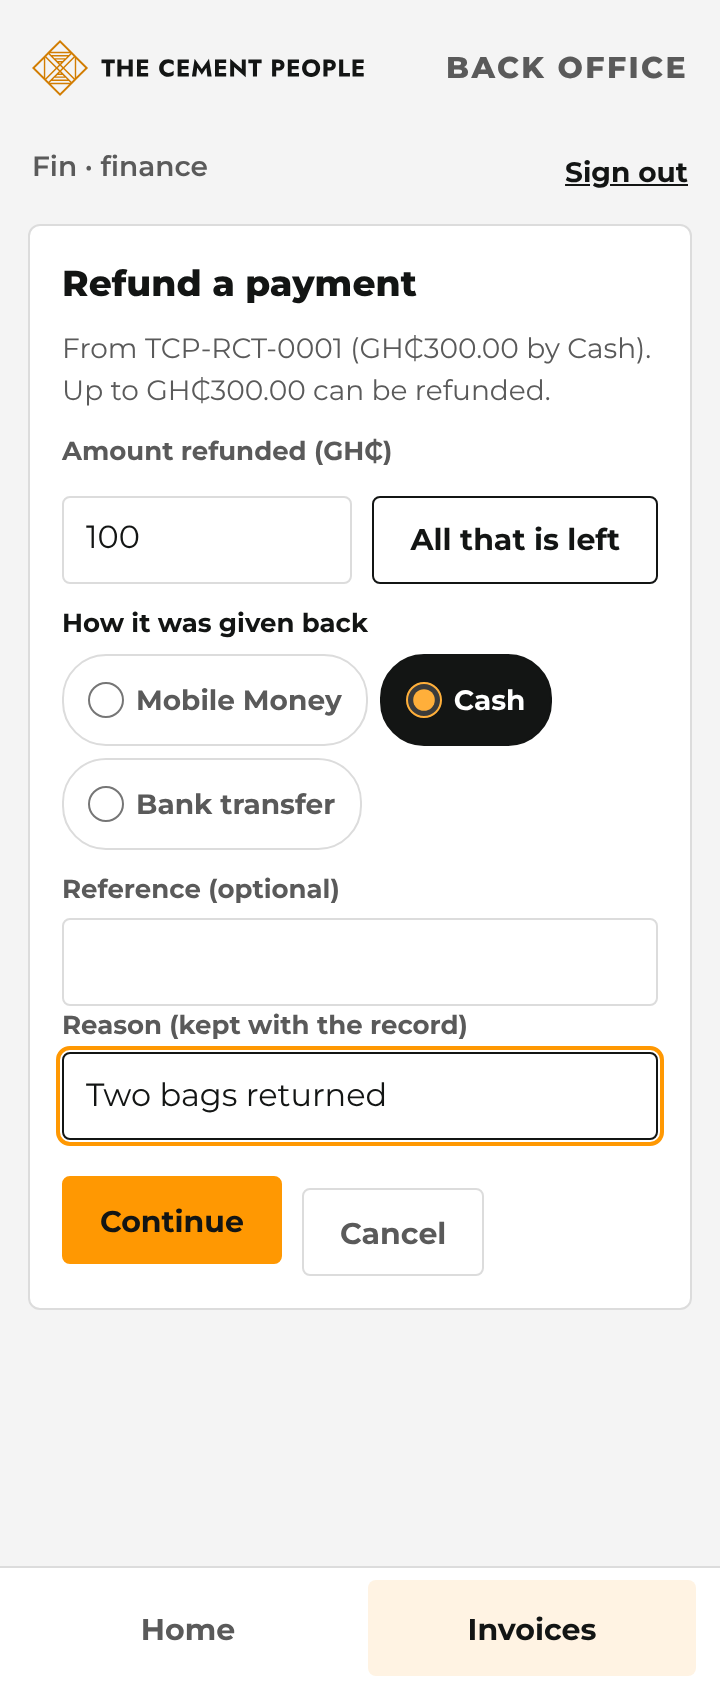 THE CEMENT PEOPLE
BACK OFFICE
Fin · finance
Sign out
Refund a payment
From TCP-RCT-0001 (GH₵300.00 by Cash).
Up to GH₵300.00 can be refunded.
Amount refunded (GH₵)
100
All that is left
How it was given back
Mobile Money
Cash
Bank transfer
Reference (optional)
Reason (kept with the record)
Two bags returned
Continue
Cancel
Home
Invoices